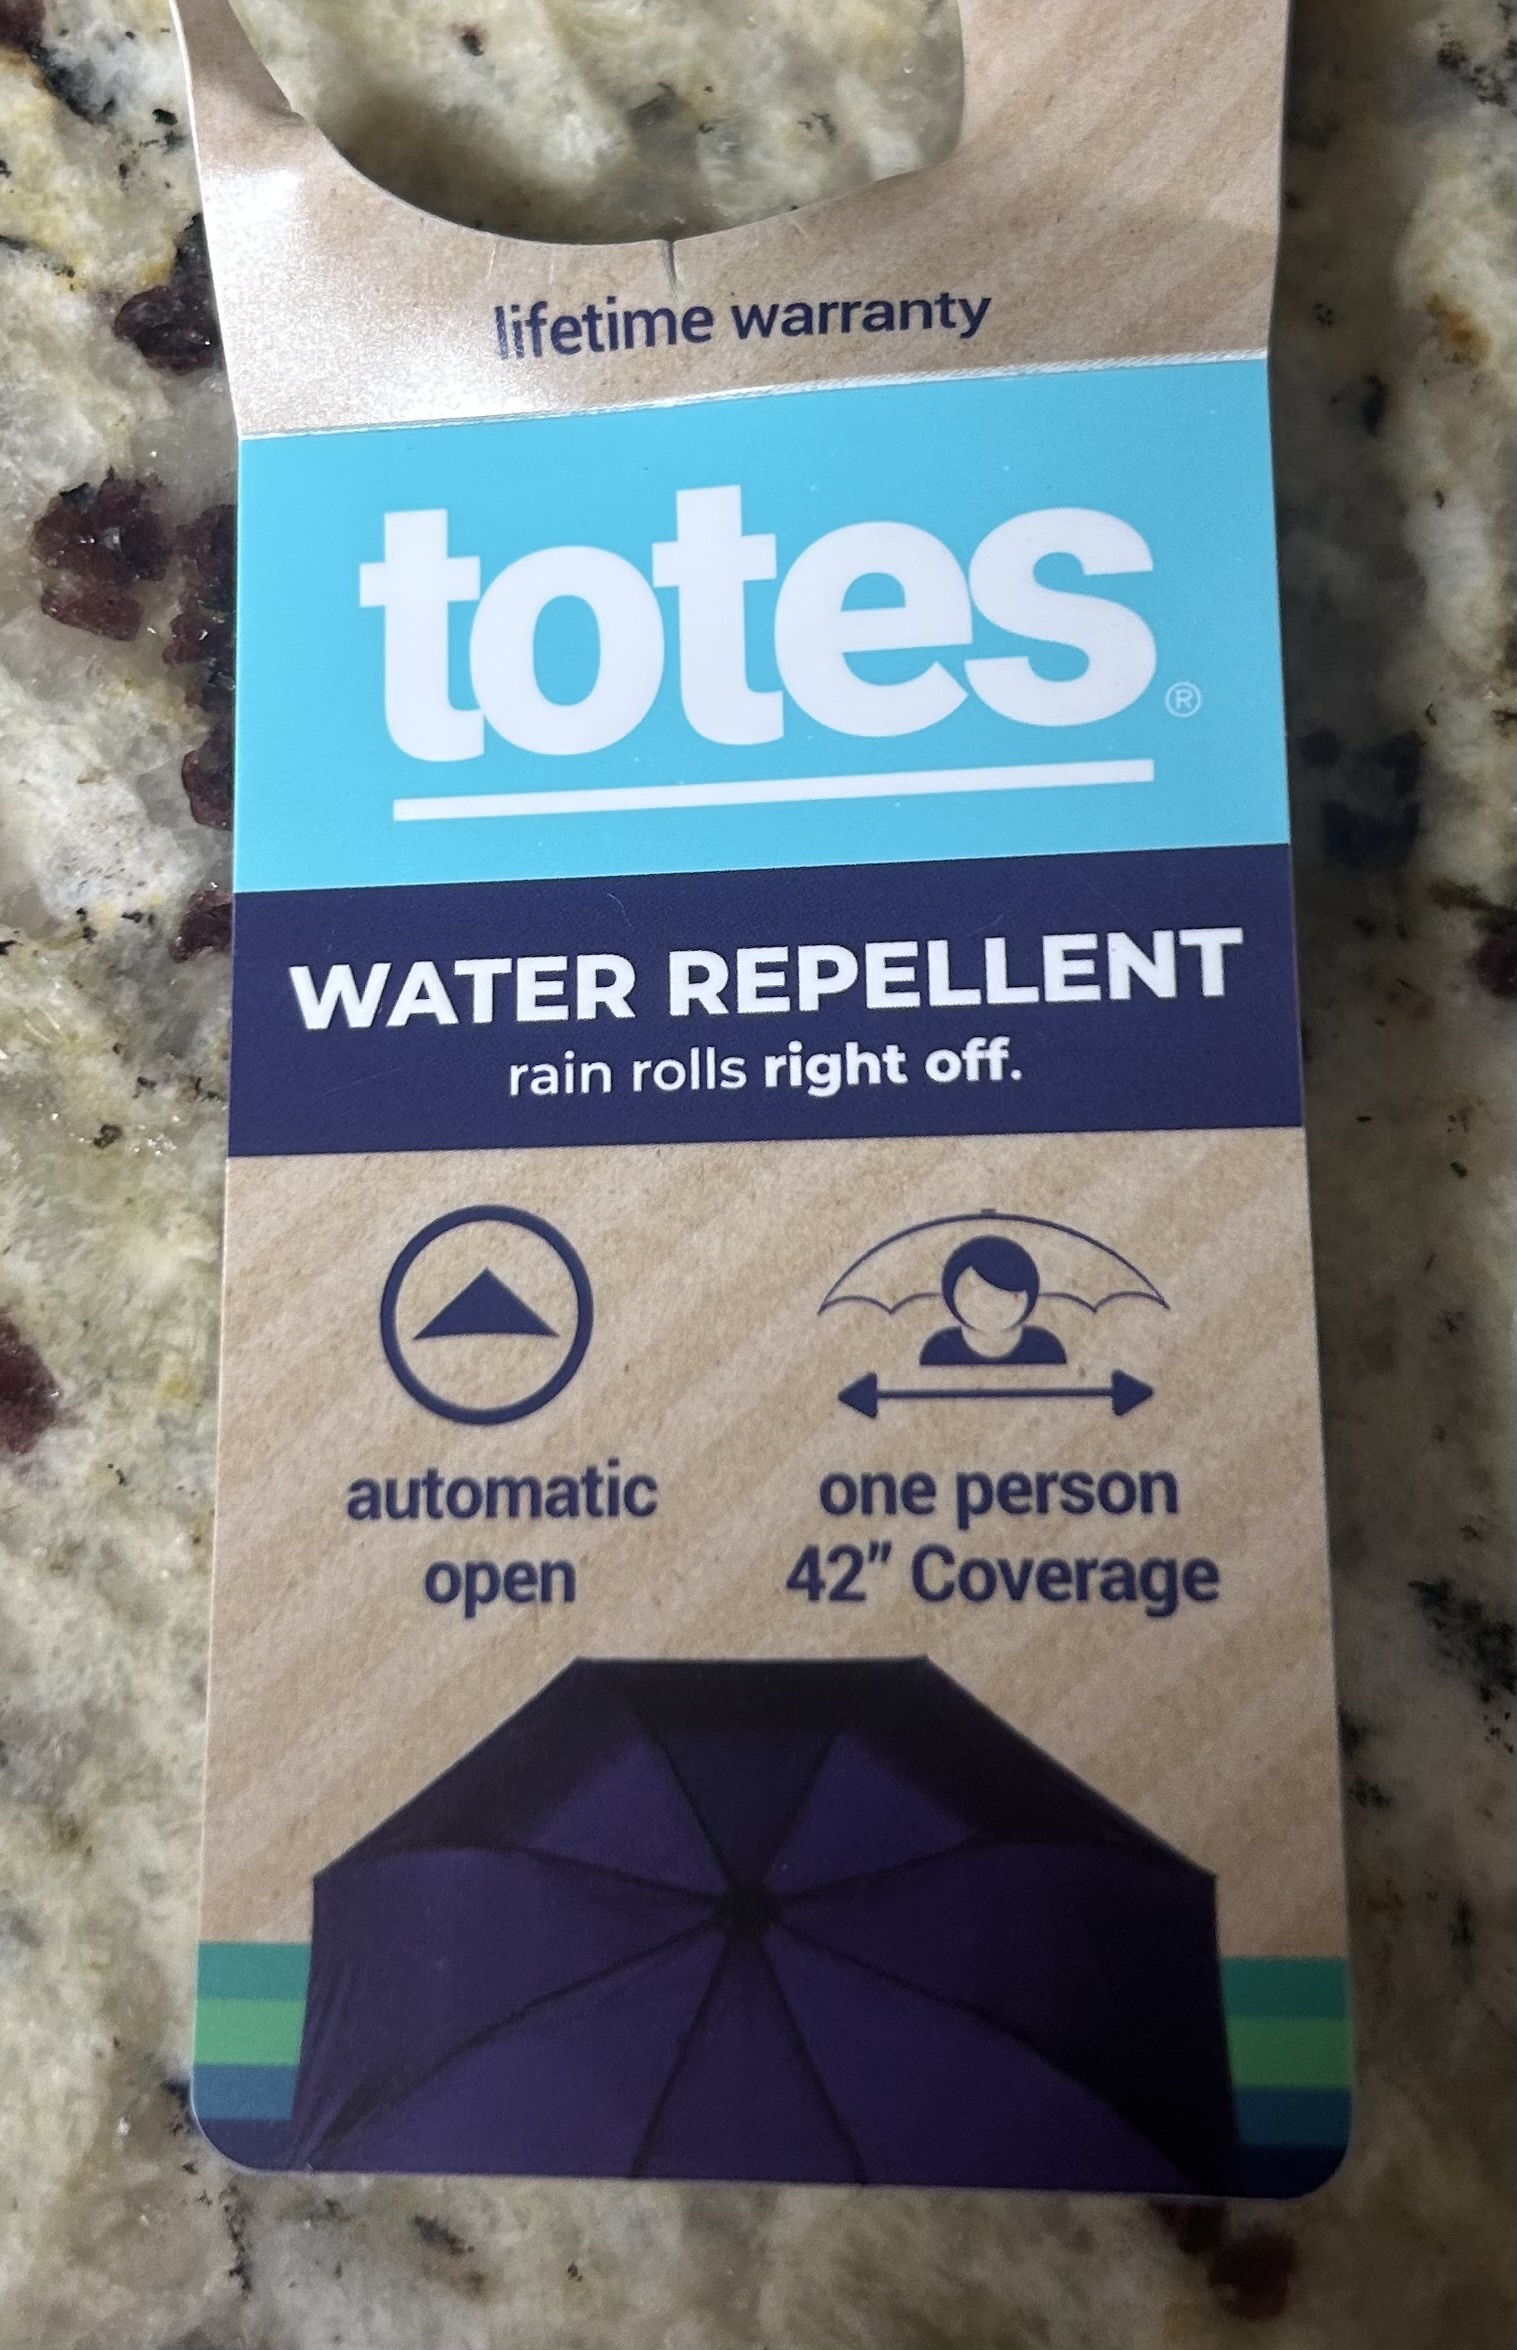 lifetime warranty
totes®
WATER REPELLENT
rain rolls right off.
automatic
open
one person
42” Coverage